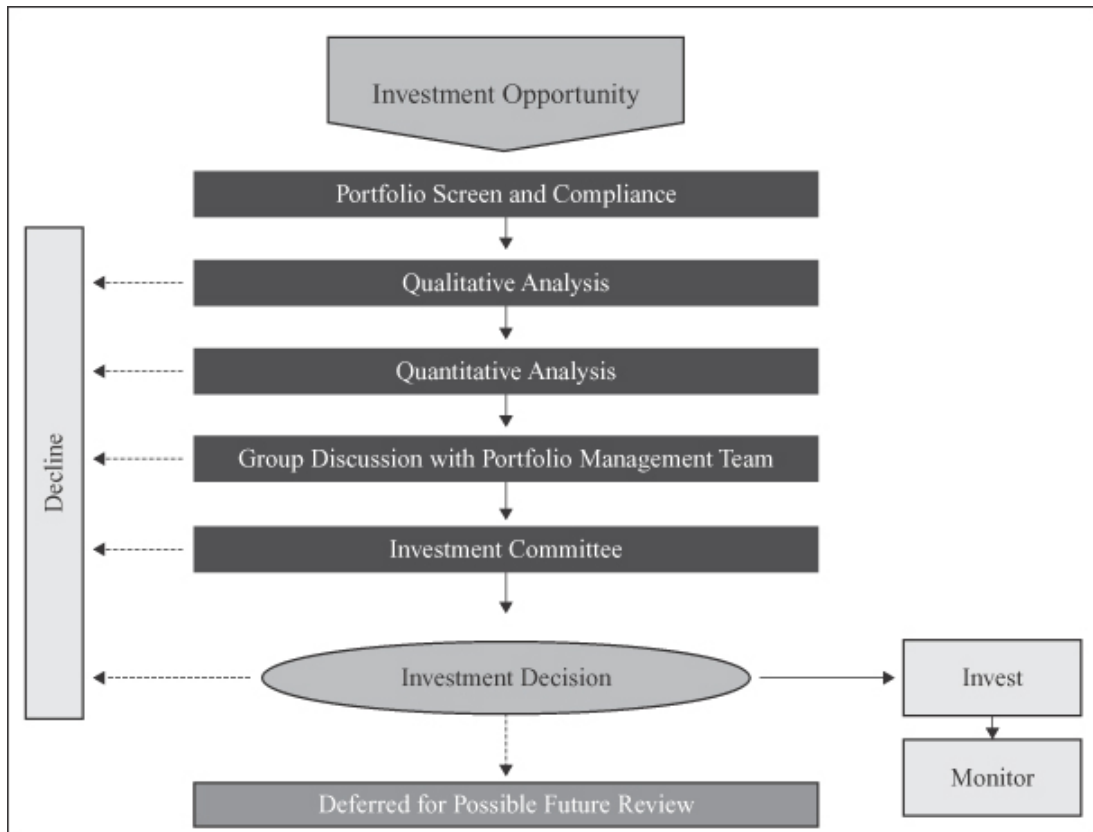 Investment Opportunity
Portfolio Screen and Compliance
Qualitative Analysis
Quantitative Analysis
Group Discussion with Portfolio Management Team
Decline
Investment Committee
Investment Decision
Invest
Monitor
Deferred for Possible Future Review